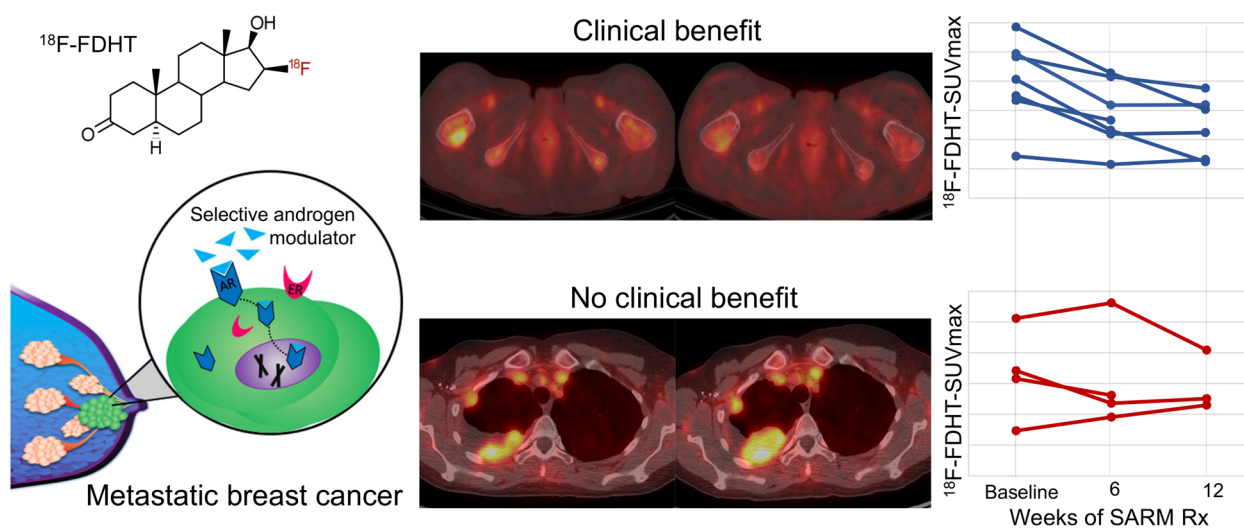 ¹⁸F-FDHT
OH
¹⁸F
O
H
Selective androgen
modulator
AR
ER
Metastatic breast cancer
Clinical benefit
No clinical benefit
¹⁸F-FDHT-SUVmax
¹⁸F-FDHT-SUVmax
Baseline 6 12
Weeks of SARM Rx